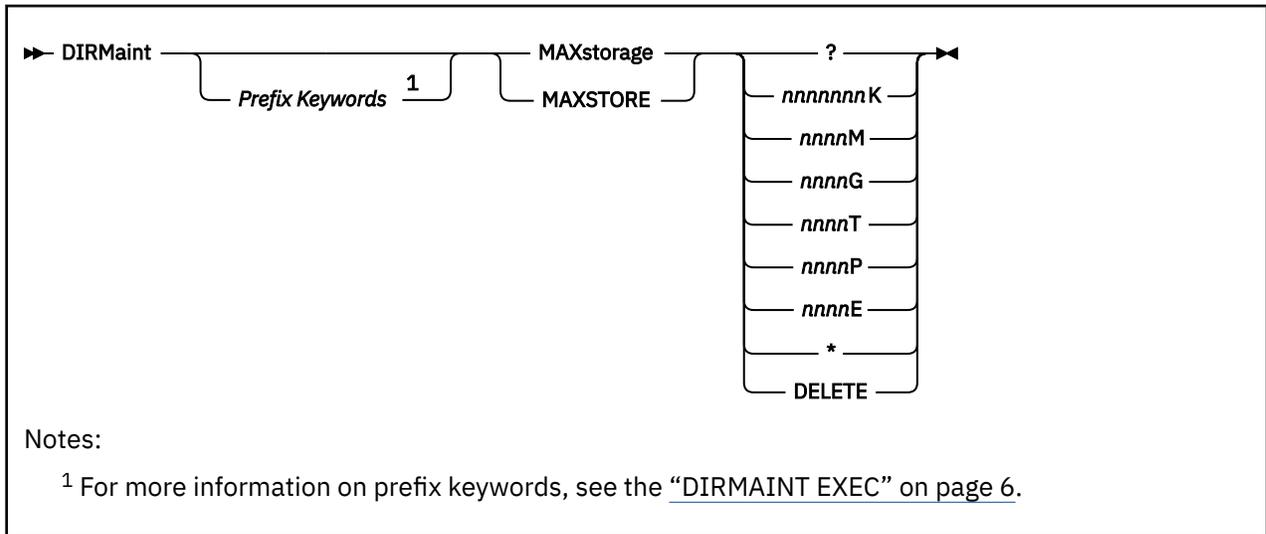 DIRMaint MAXstorage ?
Prefix Keywords 1 MAXSTORE nnnnnnnK
nnnnM
nnnnG
nnnnT
nnnnP
nnnnE
*
DELETE
Notes:
1 For more information on prefix keywords, see the “DIRMAINT EXEC” on page 6.